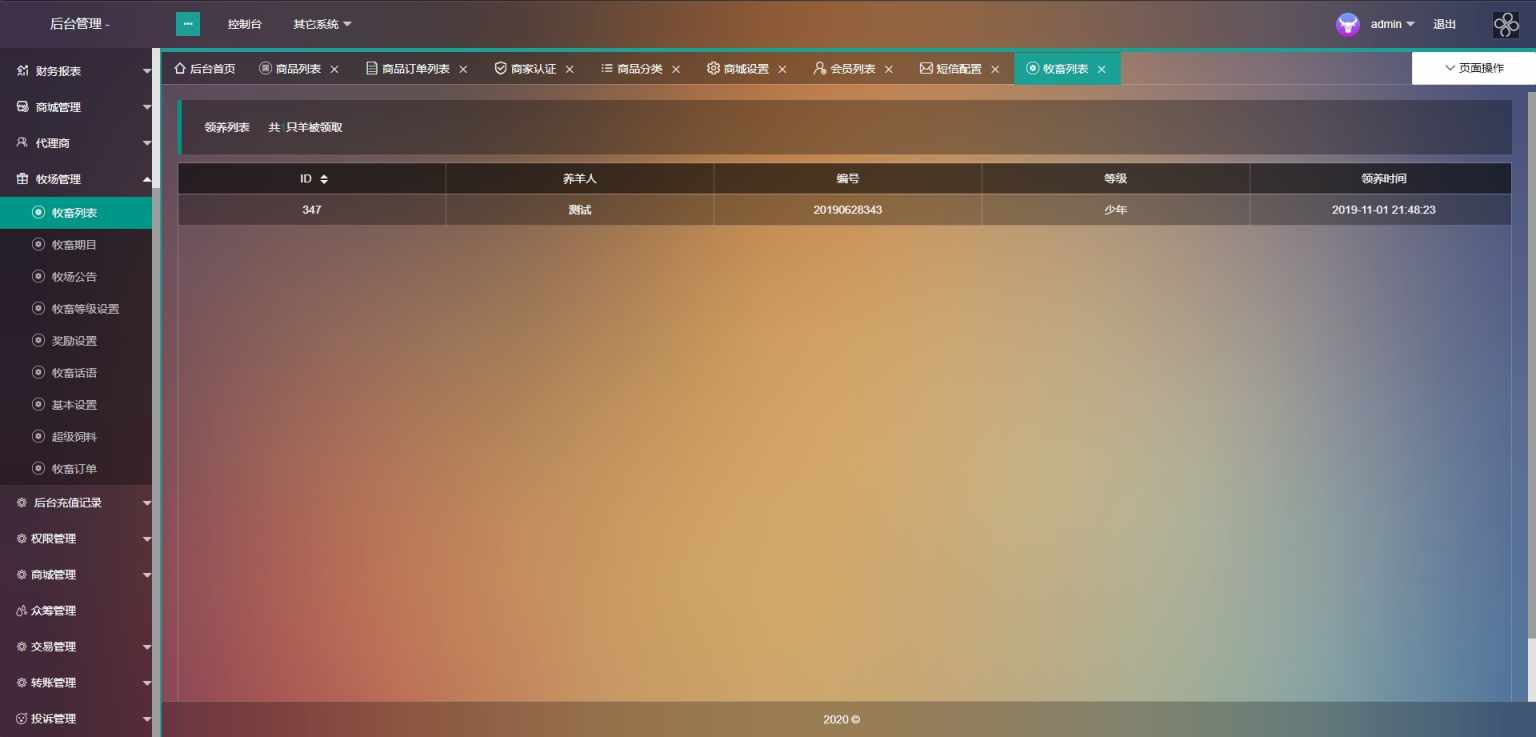 后台管理 -
控制台
其它系统
admin
退出
财务报表
商城管理
代理商
牧场管理
牧畜列表
牧畜期目
牧场公告
牧畜等级设置
奖励设置
牧畜话语
基本设置
超级饲料
牧畜订单
后台充值记录
权限管理
商城管理
众筹管理
交易管理
转账管理
投诉管理
后台首页
商品列表
商品订单列表
商家认证
商品分类
商城设置
会员列表
短信配置
牧畜列表
页面操作
领养列表 共1只羊被领取
ID 养羊人 编号 等级 领养时间
347 测试 20190628343 少年 2019-11-01 21:48:23
2020 ©